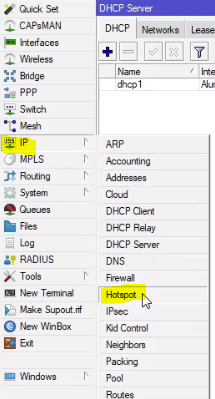 Quick Set
CAPsMAN
Interfaces
Wireless
Bridge
PPP
Switch
Mesh
IP
MPLS
Routing
System
Queues
Files
Log
RADIUS
Tools
New Terminal
Make Supout.rif
New WinBox
Exit
Windows
DHCP Server
DHCP Networks Lease
Name Inte
dhcp1 Alur
ARP
Accounting
Addresses
Cloud
DHCP Client
DHCP Relay
DHCP Server
DNS
Firewall
Hotspot
IPsec
Kid Control
Neighbors
Packing
Pool
Routes